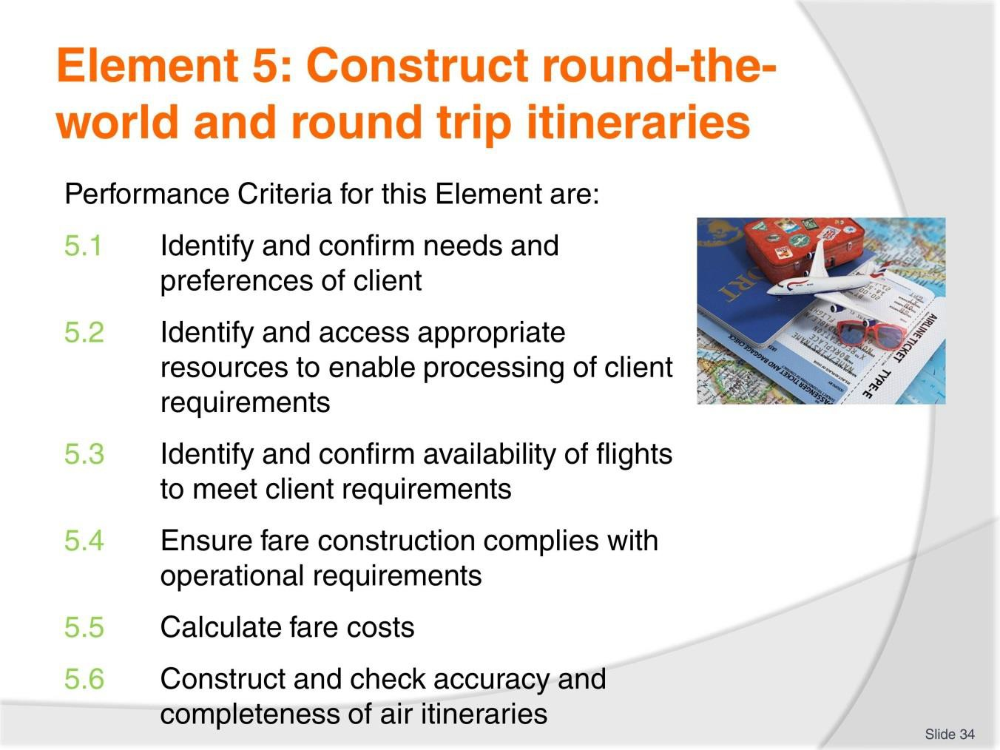 Element 5: Construct round-the-
world and round trip itineraries
Performance Criteria for this Element are:
5.1 Identify and confirm needs and
preferences of client
5.2 Identify and access appropriate
resources to enable processing of client
requirements
5.3 Identify and confirm availability of flights
to meet client requirements
5.4 Ensure fare construction complies with
operational requirements
5.5 Calculate fare costs
5.6 Construct and check accuracy and
completeness of air itineraries
AIRLINE TICKET
TYPE-E
PASSENGER TICKET AND BAGGAGE CHECK
Slide 34